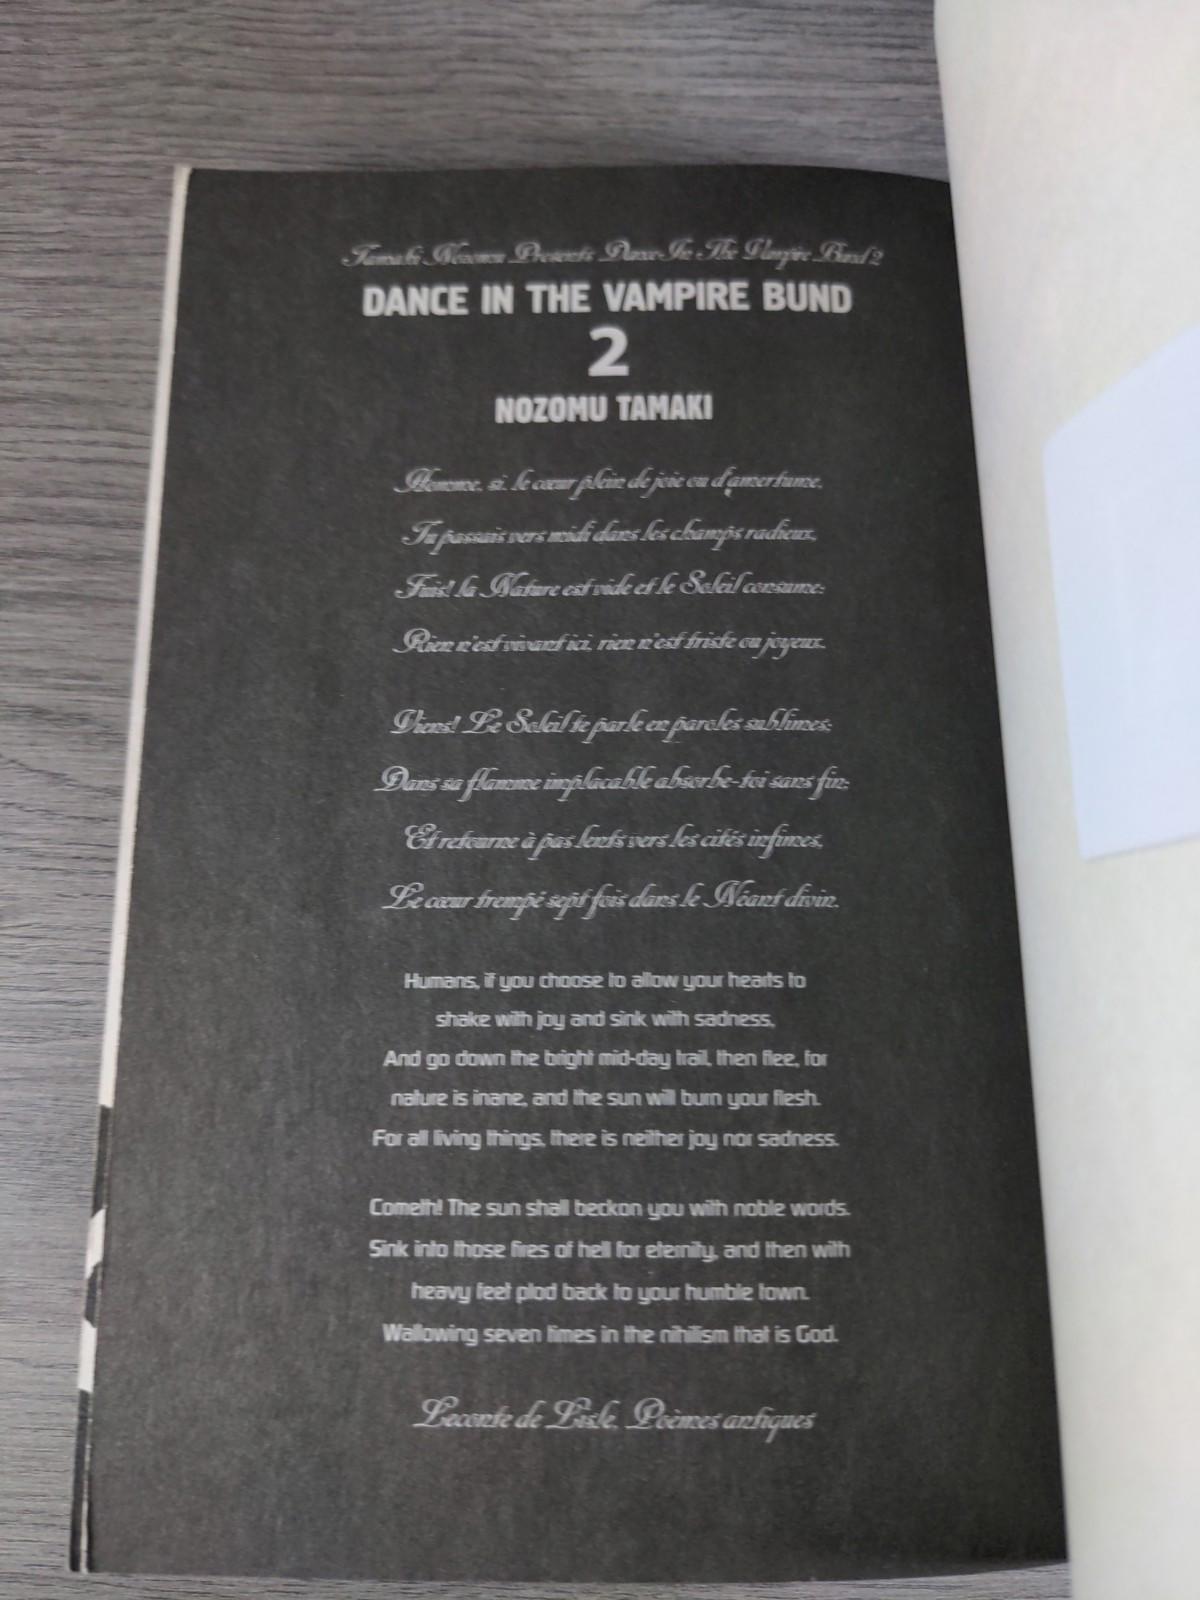 Tamaki Nozomu Presents Dance In The Vampire Bund 2
DANCE IN THE VAMPIRE BUND
2
NOZOMU TAMAKI
Homme, si, le cœur plein de joie ou d'amertume,
Tu passais vers midi dans les champs radieux,
Fuis! la Nature est vide et le Soleil consume:
Rien n'est vivant ici, rien n'est triste ou joyeux.
Viens! Le Soleil te parle en paroles sublimes;
Dans sa flamme implacable absorbe-toi sans fin;
Et retourne à pas lents vers les cités infimes,
Le cœur trempé sept fois dans le Néant divin.
Humans, if you choose to allow your hearts to
shake with joy and sink with sadness,
And go down the bright mid-day trail, then flee, for
nature is inane, and the sun will burn your flesh.
For all living things, there is neither joy nor sadness.
Cometh! The sun shall beckon you with noble words.
Sink into those fires of hell for eternity, and then with
heavy feet plod back to your humble town.
Wallowing seven times in the nihilism that is God.
Leconte de Lisle, Poèmes antiques